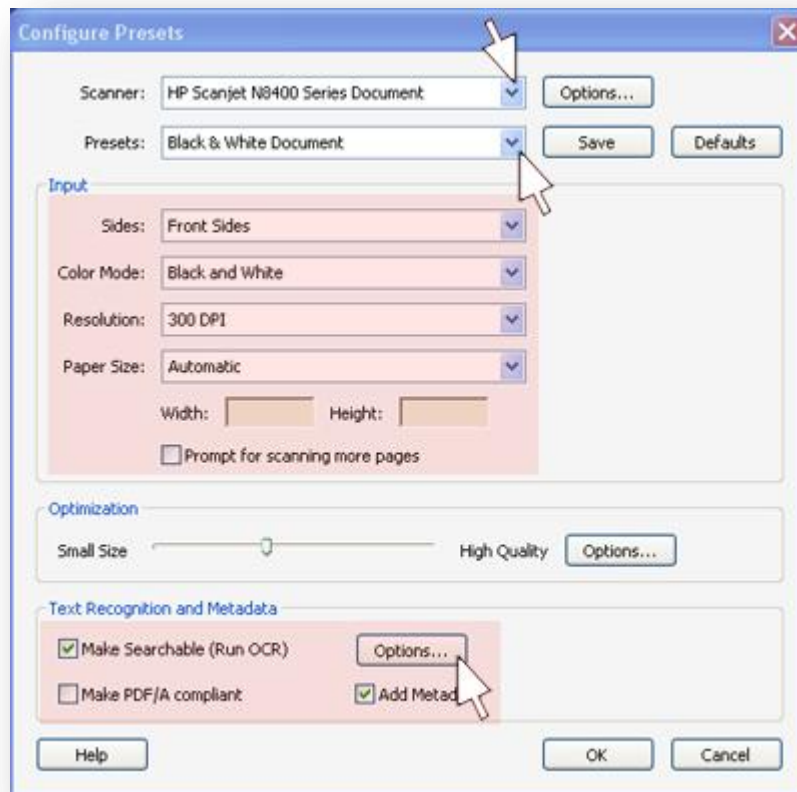 Configure Presets
Scanner: HP Scanjet N8400 Series Document Options...
Presets: Black & White Document Save Defaults
Input
Sides: Front Sides
Color Mode: Black and White
Resolution: 300 DPI
Paper Size: Automatic
Width: Height:
Prompt for scanning more pages
Optimization
Small Size High Quality Options...
Text Recognition and Metadata
Make Searchable (Run OCR) Options...
Make PDF/A compliant Add Metad
Help OK Cancel